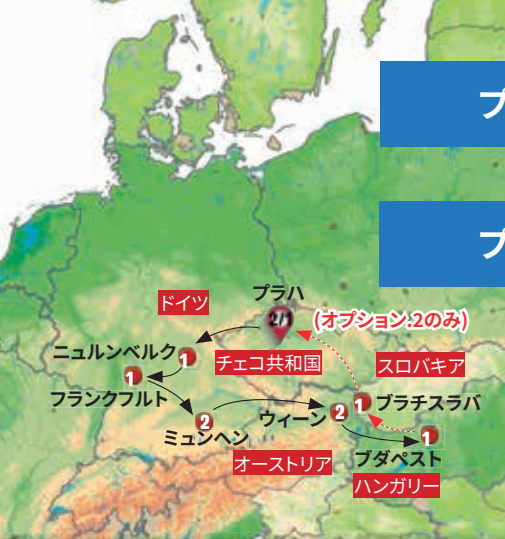 プ
プ
プラハ
ドイツ
2/1
(オプション.2のみ)
ニュルンベルク
1
チェコ共和国
スロバキア
1
フランクフルト
2
ミュンヘン
ウィーン
2
1
ブラチスラバ
1
ブダペスト
オーストリア
ハンガリー